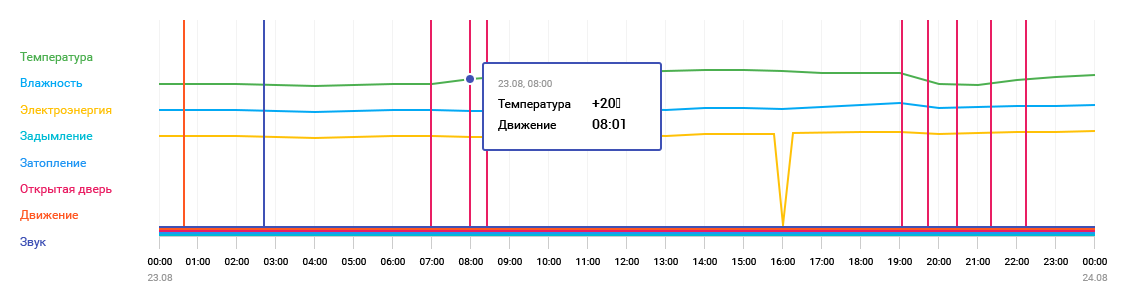 Температура
Влажность
Электроэнергия
Задымление
Затопление
Открытая дверь
Движение
Звук
23.08, 08:00
Температура +20▯
Движение 08:01
00:00 01:00 02:00 03:00 04:00 05:00 06:00 07:00 08:00 09:00 10:00 11:00 12:00 13:00 14:00 15:00 16:00 17:00 18:00 19:00 20:00 21:00 22:00 23:00 00:00
23.08 24.08